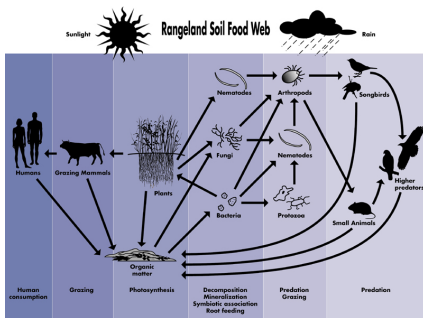 Sunlight
Rangeland Soil Food Web
Rain
Nematodes
Arthropods
Songbirds
Humans
Grazing Mammals
Plants
Fungi
Nematodes
Higher
predators
Bacteria
Protozoa
Small Animals
Organic
matter
Human
consumption
Grazing
Photosynthesis
Decomposition
Mineralization
Symbiotic association
Root feeding
Predation
Grazing
Predation